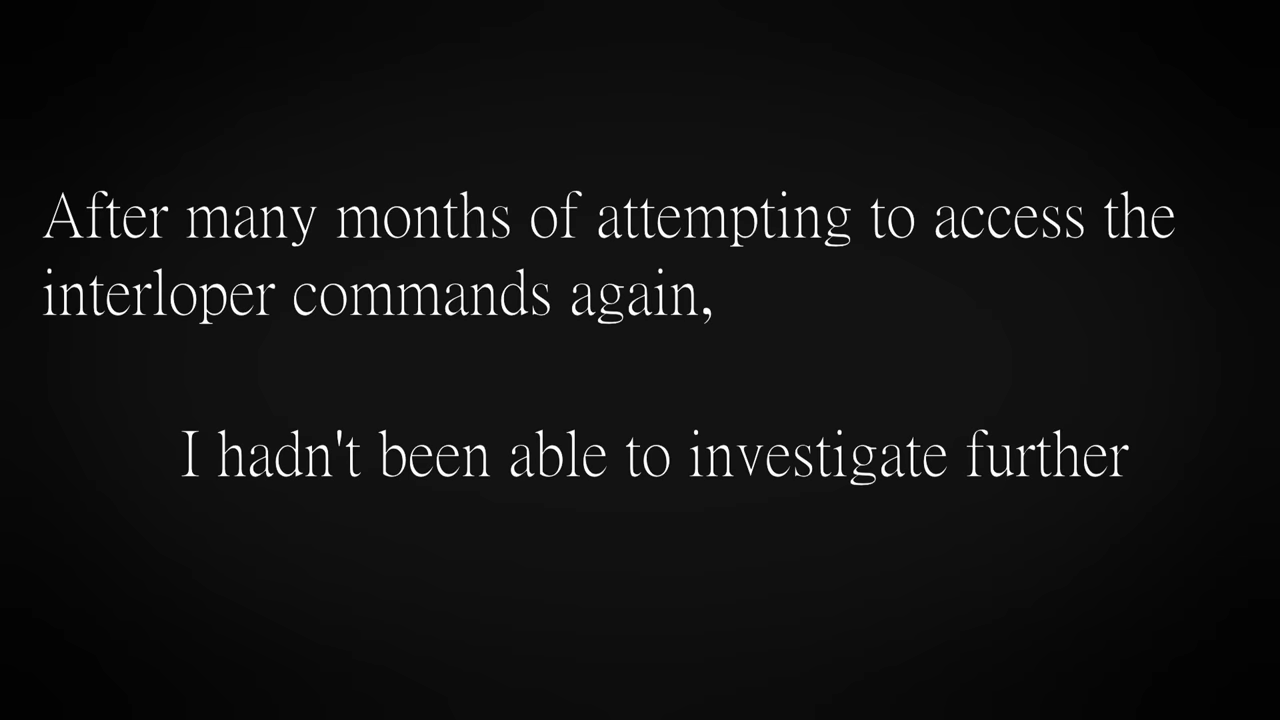 After many months of attempting to access the
interloper commands again,
I hadn't been able to investigate further